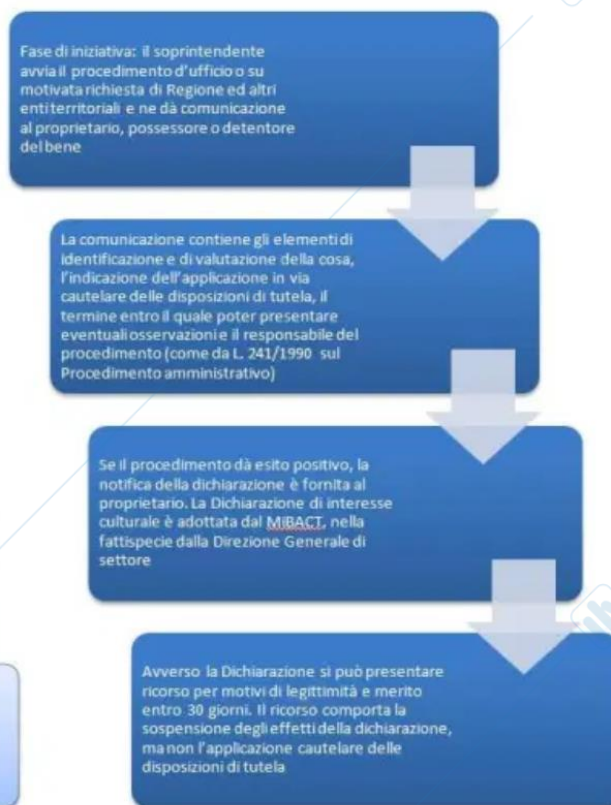 Fase di iniziativa: il soprintendente
avvia il procedimento d'ufficio o su
motivata richiesta di Regione ed altri
enti territoriali e ne dà comunicazione
al proprietario, possessore o detentore
del bene
La comunicazione contiene gli elementi di
identificazione e di valutazione della cosa,
l'indicazione dell'applicazione in via
cautelare delle disposizioni di tutela, il
termine entro il quale poter presentare
eventuali osservazioni e il responsabile del
procedimento (come da L. 241/1990 sul
Procedimento amministrativo)
Se il procedimento dà esito positivo, la
notifica della dichiarazione è fornita al
proprietario. La Dichiarazione di interesse
culturale è adottata dal MiBACT, nella
fattispecie dalla Direzione Generale di
settore
Avverso la Dichiarazione si può presentare
ricorso per motivi di legittimità e merito
entro 30 giorni. Il ricorso comporta la
sospensione degli effetti della dichiarazione,
ma non l'applicazione cautelare delle
disposizioni di tutela